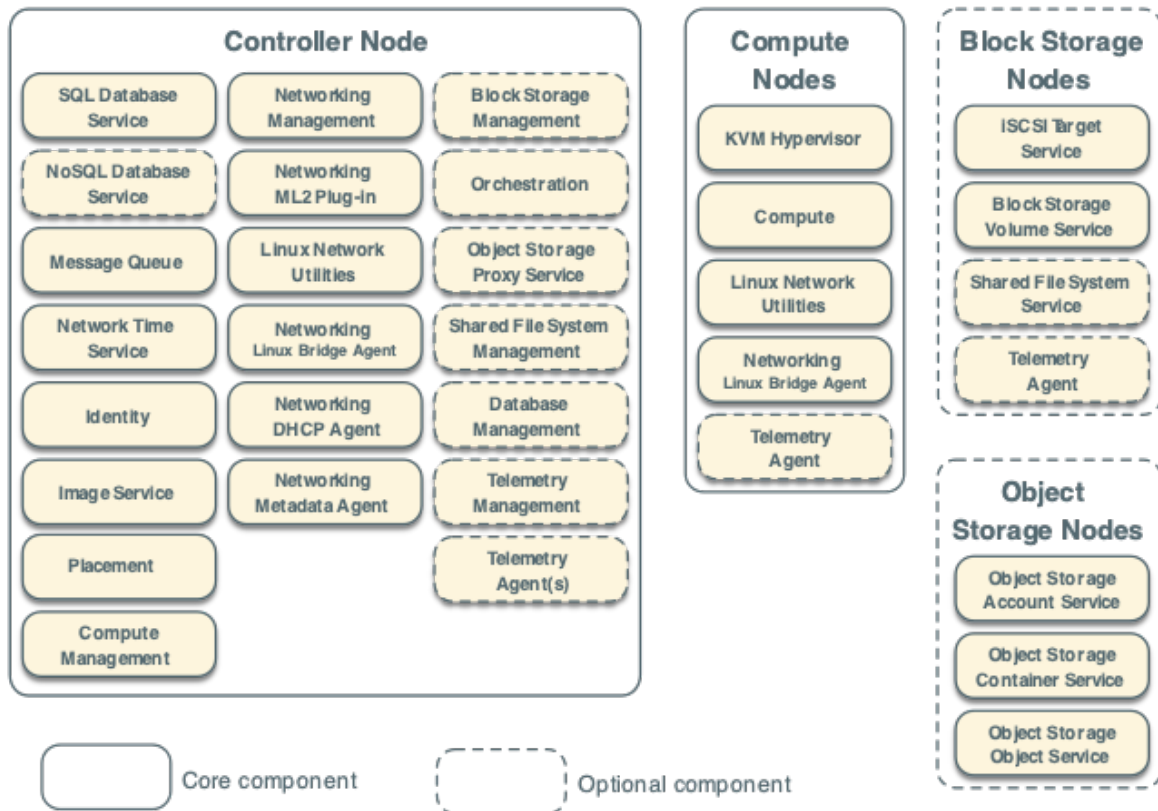 Controller Node
SQL Database
Service
NoSQL Database
Service
Message Queue
Network Time
Service
Identity
Image Service
Placement
Compute
Management
Networking
Management
Networking
ML2 Plug-in
Linux Network
Utilities
Networking
Linux Bridge Agent
Networking
DHCP Agent
Networking
Metadata Agent
Block Storage
Management
Orchestration
Object Storage
Proxy Service
Shared File System
Management
Database
Management
Telemetry
Management
Telemetry
Agent(s)
Compute
Nodes
KVM Hypervisor
Compute
Linux Network
Utilities
Networking
Linux Bridge Agent
Telemetry
Agent
Block Storage
Nodes
iSCSI Target
Service
Block Storage
Volume Service
Shared File System
Service
Telemetry
Agent
Object
Storage Nodes
Object Storage
Account Service
Object Storage
Container Service
Object Storage
Object Service
Core component
Optional component